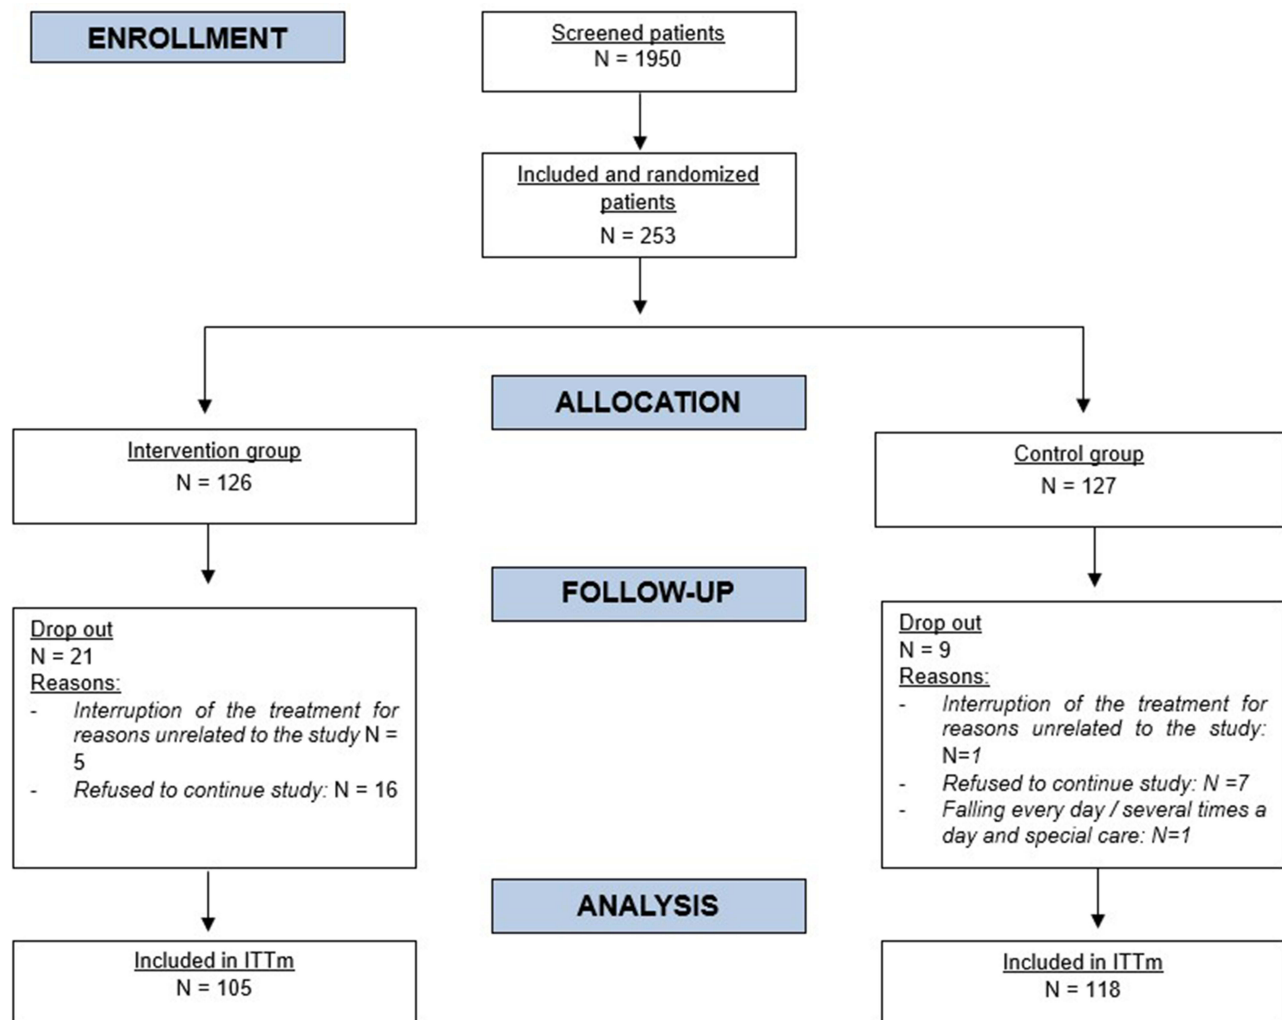 ENROLLMENT
Screened patients
N = 1950
Included and randomized
patients
N = 253
ALLOCATION
Intervention group
N = 126
Control group
N = 127
FOLLOW-UP
Drop out
N = 21
Reasons:
- Interruption of the treatment for
reasons unrelated to the study N =
5
- Refused to continue study: N = 16
Drop out
N = 9
Reasons:
- Interruption of the treatment for
reasons unrelated to the study:
N=1
- Refused to continue study: N =7
- Falling every day / several times a
day and special care: N=1
ANALYSIS
Included in ITTm
N = 105
Included in ITTm
N = 118